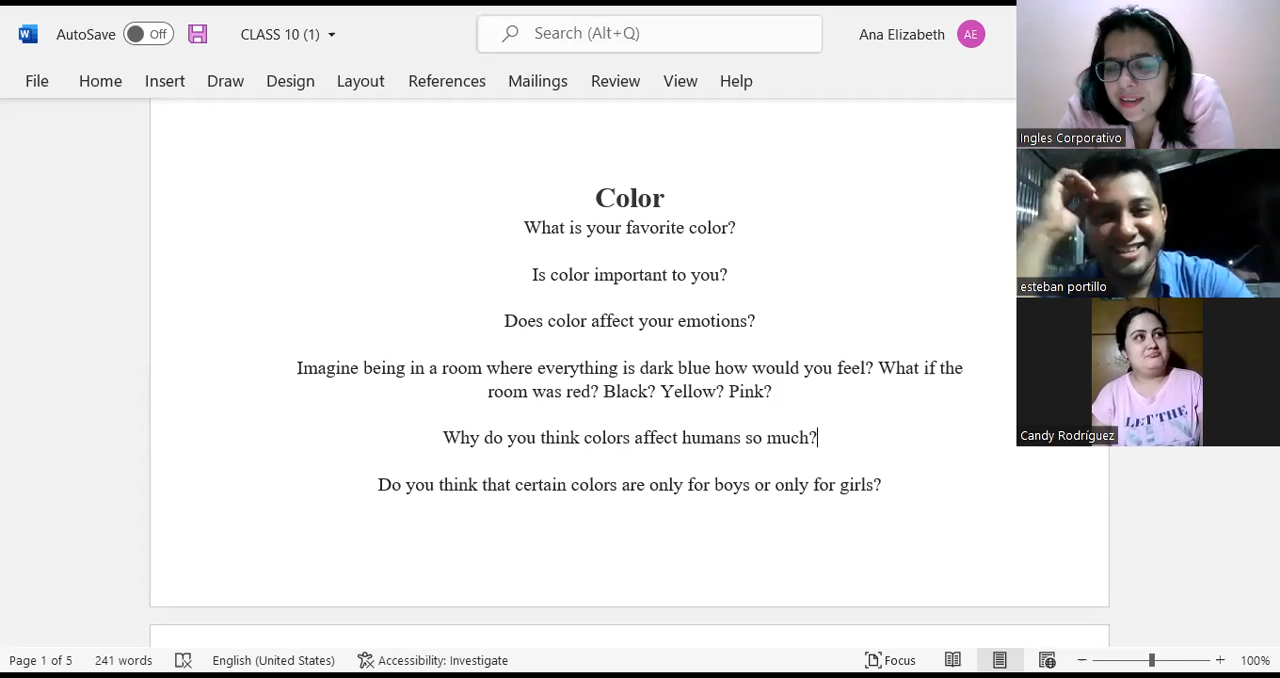 AutoSave Off CLASS 10 (1) Search (Alt+Q) Ana Elizabeth AE
File Home Insert Draw Design Layout References Mailings Review View Help
Ingles Corporativo
esteban portillo
Candy Rodríguez
LET THE
Color
What is your favorite color?
Is color important to you?
Does color affect your emotions?
Imagine being in a room where everything is dark blue how would you feel? What if the
room was red? Black? Yellow? Pink?
Why do you think colors affect humans so much?
Do you think that certain colors are only for boys or only for girls?
Page 1 of 5 241 words English (United States) Accessibility: Investigate Focus 100%